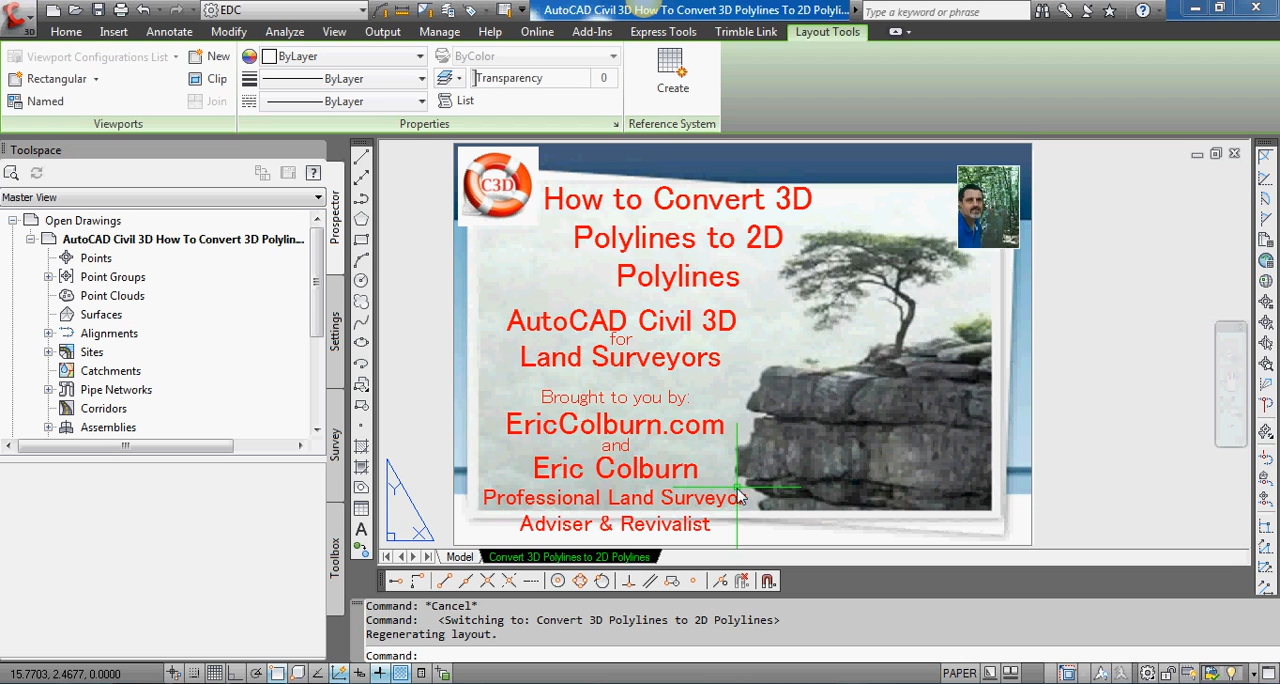 EDC
AutoCAD Civil 3D How To Convert 3D Polylines To 2D Polyli...
Type a keyword or phrase
3D
Home Insert Annotate Modify Analyze View Output Manage Help Online Add-Ins Express Tools Trimble Link Layout Tools
Viewport Configurations List New ByLayer ByColor
Rectangular Clip ByLayer Transparency 0 Create
Named Join ByLayer List
Viewports Properties Reference System
Toolspace
Master View
Open Drawings
AutoCAD Civil 3D How To Convert 3D Polylin...
Points
Point Groups
Point Clouds
Surfaces
Alignments
Sites
Catchments
Pipe Networks
Corridors
Assemblies
Prospector
Settings
Survey
Toolbox
C3D
How to Convert 3D
Polylines to 2D
Polylines
AutoCAD Civil 3D
for
Land Surveyors
Brought to you by:
EricColburn.com
and
Eric Colburn
Professional Land Surveyo
Adviser & Revivalist
Y
X
Model Convert 3D Polylines to 2D Polylines
Command: *Cancel*
Command: <Switching to: Convert 3D Polylines to 2D Polylines>
Regenerating layout.
Command:
15.7703, 2.4677, 0.0000 PAPER